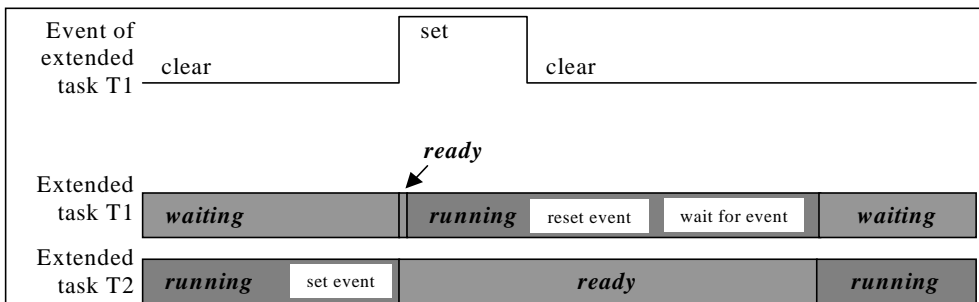 Event of
extended
task T1
set
clear
clear
ready
Extended
task T1
waiting
running
reset event
wait for event
waiting
Extended
task T2
running
set event
ready
running